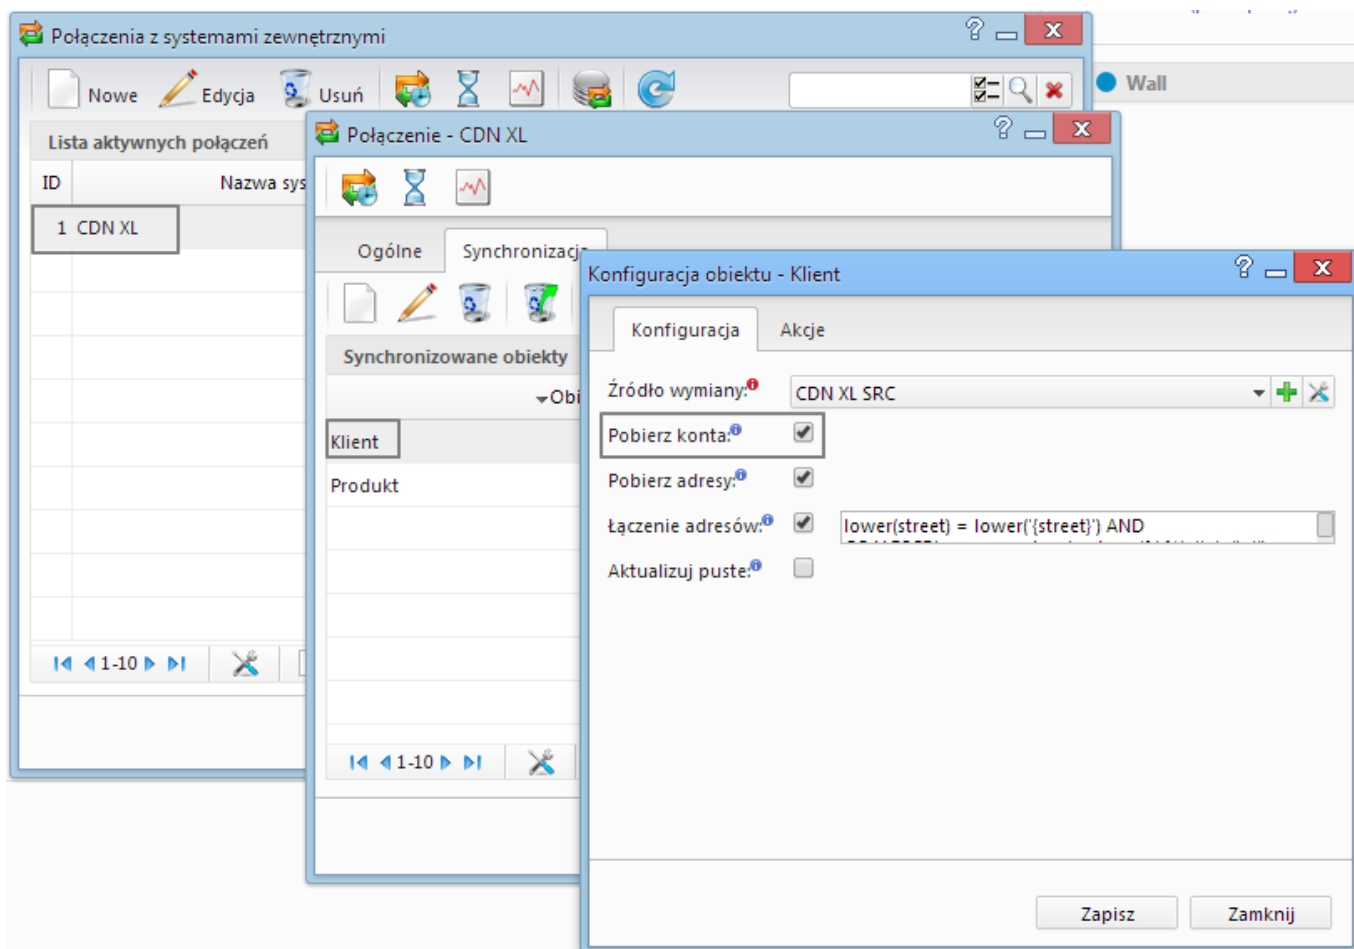 Połączenia z systemami zewnętrznymi
Nowe Edycja Usuń
Wall
Lista aktywnych połączeń
ID Nazwa sys
1 CDN XL
1-10
Połączenie - CDN XL
Ogólne Synchronizacja
Synchronizowane obiekty
Obi
Klient
Produkt
1-10
Konfiguracja obiektu - Klient
Konfiguracja Akcje
Źródło wymiany: CDN XL SRC
Pobierz konta:
Pobierz adresy:
Łączenie adresów: lower(street) = lower('{street}') AND
Aktualizuj puste:
Zapisz Zamknij